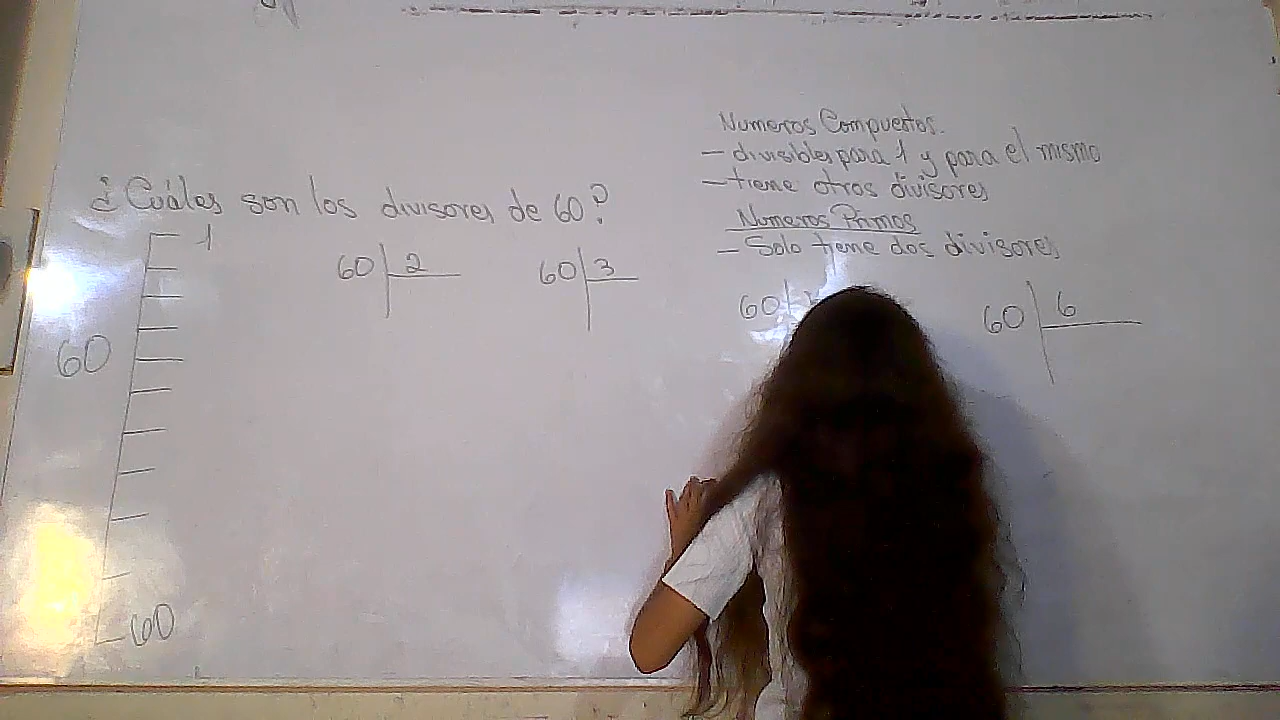 ¿Cuáles son los divisores de 60?
1
60
60
60 2
60 3
Numeros Compuestos.
- divisibles para 1 y para el mismo
- tiene otros divisores
Numeros Primos
- Solo tiene dos divisores
60
60 6